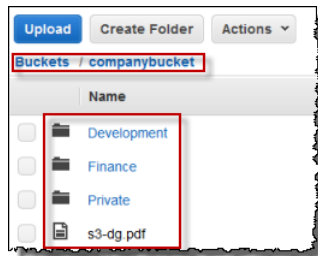 Upload Create Folder Actions
Buckets / companybucket
Name
Development
Finance
Private
s3-dg.pdf